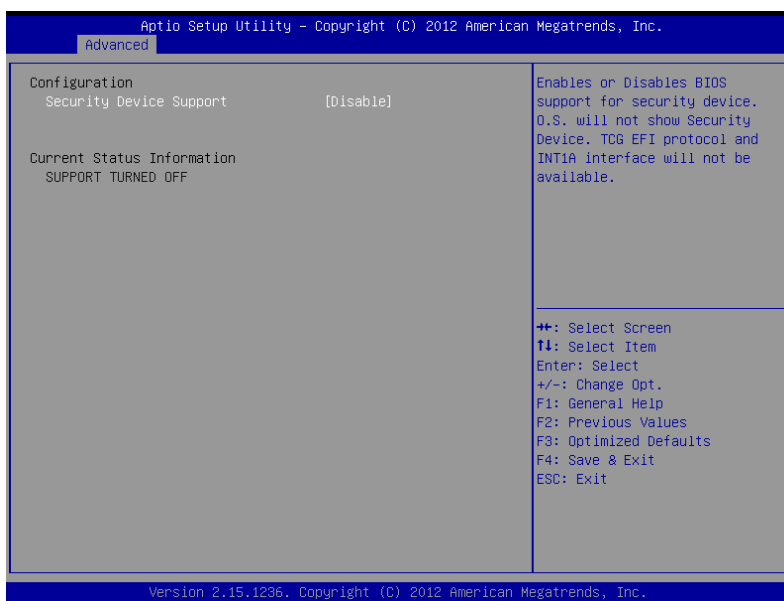 Aptio Setup Utility – Copyright (C) 2012 American Megatrends, Inc.
Advanced
Configuration
Security Device Support [Disable]
Current Status Information
SUPPORT TURNED OFF
Enables or Disables BIOS
support for security device.
O.S. will not show Security
Device. TCG EFI protocol and
INT1A interface will not be
available.
→←: Select Screen
↑↓: Select Item
Enter: Select
+/-: Change Opt.
F1: General Help
F2: Previous Values
F3: Optimized Defaults
F4: Save & Exit
ESC: Exit
Version 2.15.1236. Copyright (C) 2012 American Megatrends, Inc.